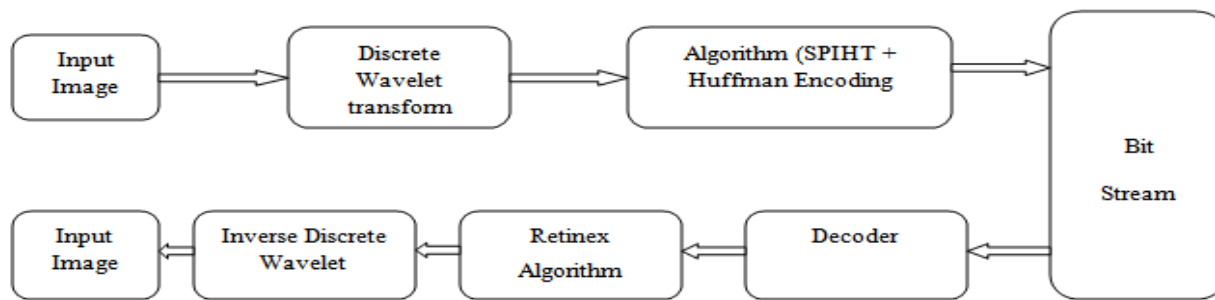 Input
Image
Discrete
Wavelet
transform
Algorithm (SPIHT +
Huffman Encoding
Bit
Stream
Input
Image
Inverse Discrete
Wavelet
Retinex
Algorithm
Decoder